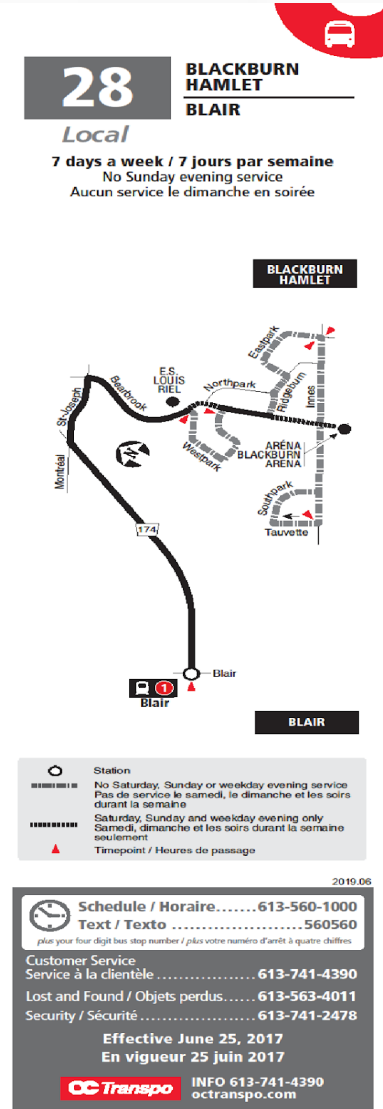 28
Local
BLACKBURN
HAMLET
BLAIR
7 days a week / 7 jours par semaine
No Sunday evening service
Aucun service le dimanche en soirée
BLACKBURN
HAMLET
Eastpark
E.S.
LOUIS
RIEL
Northpark
Ridgeburn
Innes
St-Joseph
Bearbrook
Westpark
ARÉNA
BLACKBURN
ARENA
N
Montréal
Southpark
Tauvette
174
Blair
1
Blair
BLAIR
Station
No Saturday, Sunday or weekday evening service
Pas de service le samedi, le dimanche et les soirs
durant la semaine
Saturday, Sunday and weekday evening only
Samedi, dimanche et les soirs durant la semaine
seulement
Timepoint / Heures de passage
2019.06
Schedule / Horaire.......613-560-1000
Text / Texto ......................560560
plus your four digit bus stop number / plus votre numéro d'arrêt à quatre chiffres
Customer Service
Service à la clientèle ..................613-741-4390
Lost and Found / Objets perdus......613-563-4011
Security / Sécurité ....................613-741-2478
Effective June 25, 2017
En vigueur 25 juin 2017
OC Transpo
INFO 613-741-4390
octranspo.com